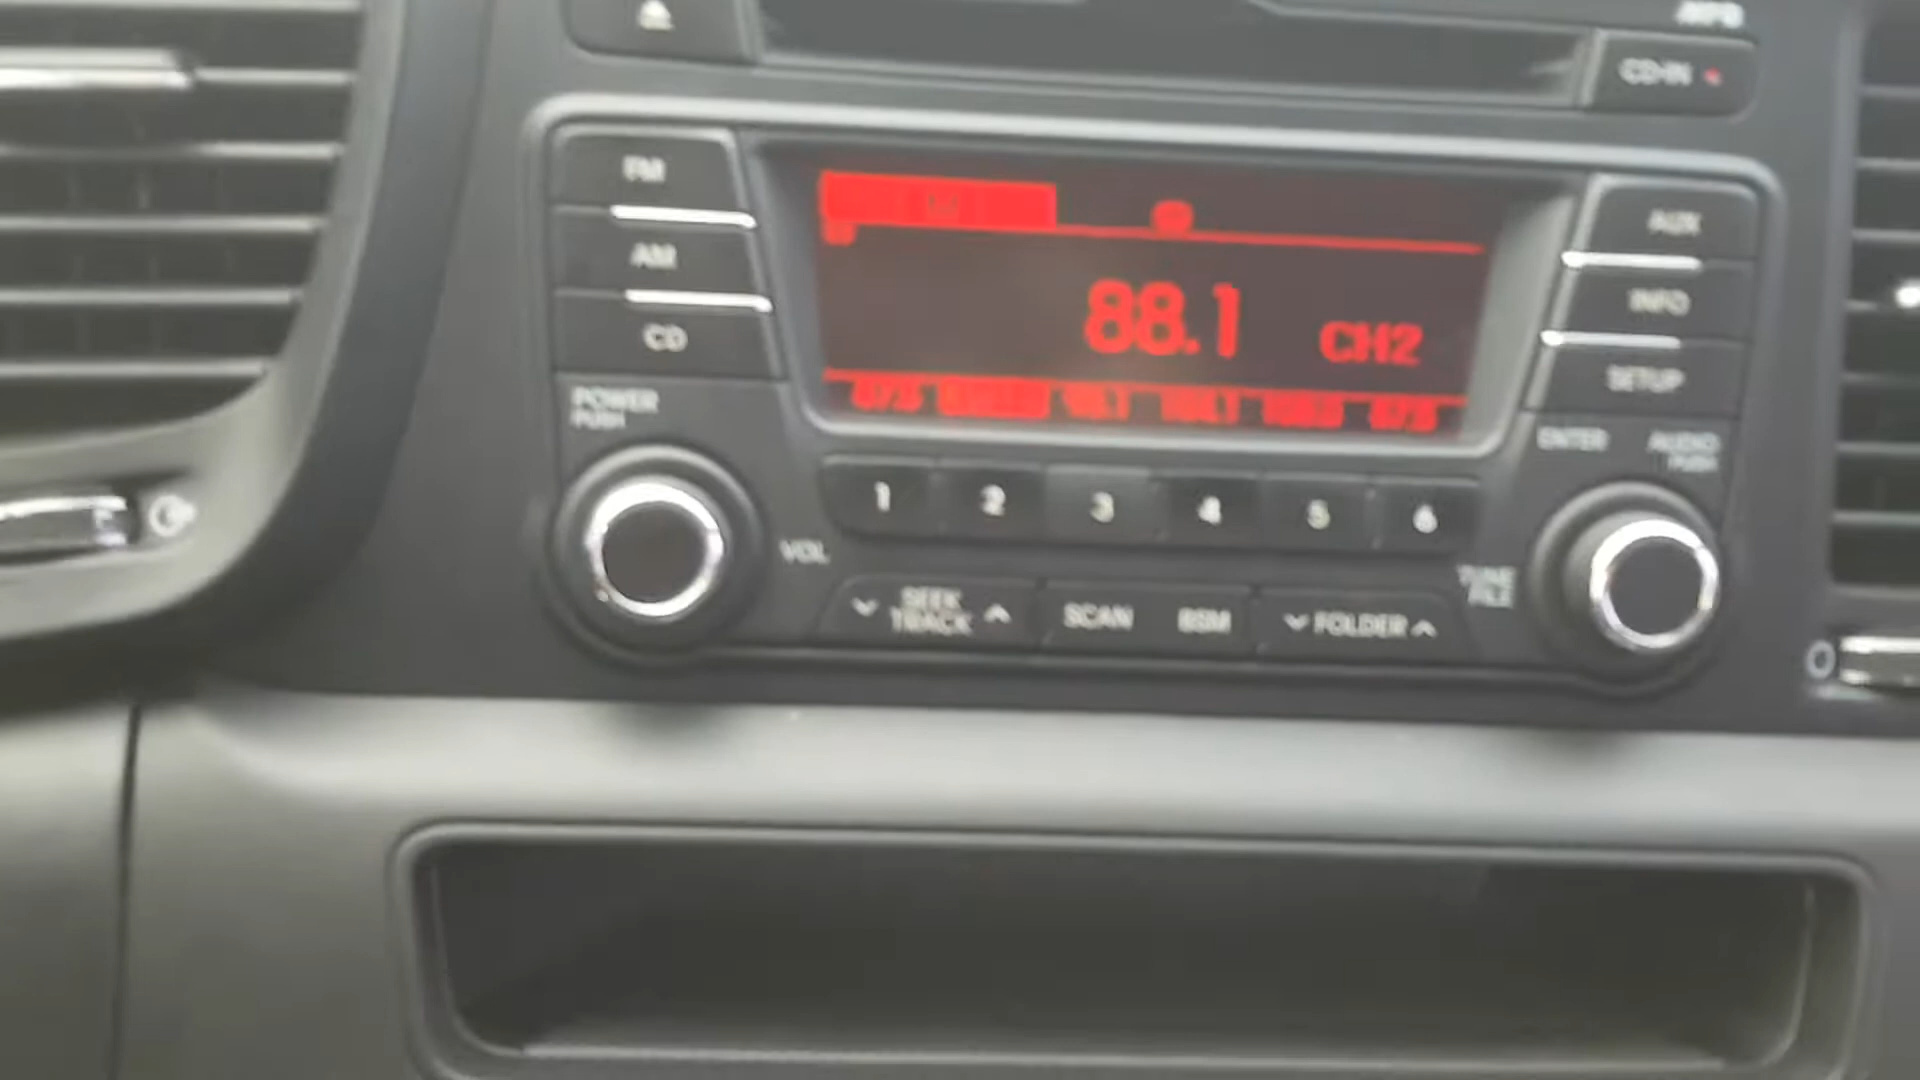 CD-IN
FM
AUX
AM
INFO
CD
88.1 CH2
SETUP
POWER
PUSH
ENTER
AUDIO
PUSH
1 2 3 4 5 6
VOL
TUNE
FILE
SEEK
TRACK
SCAN
BSM
FOLDER